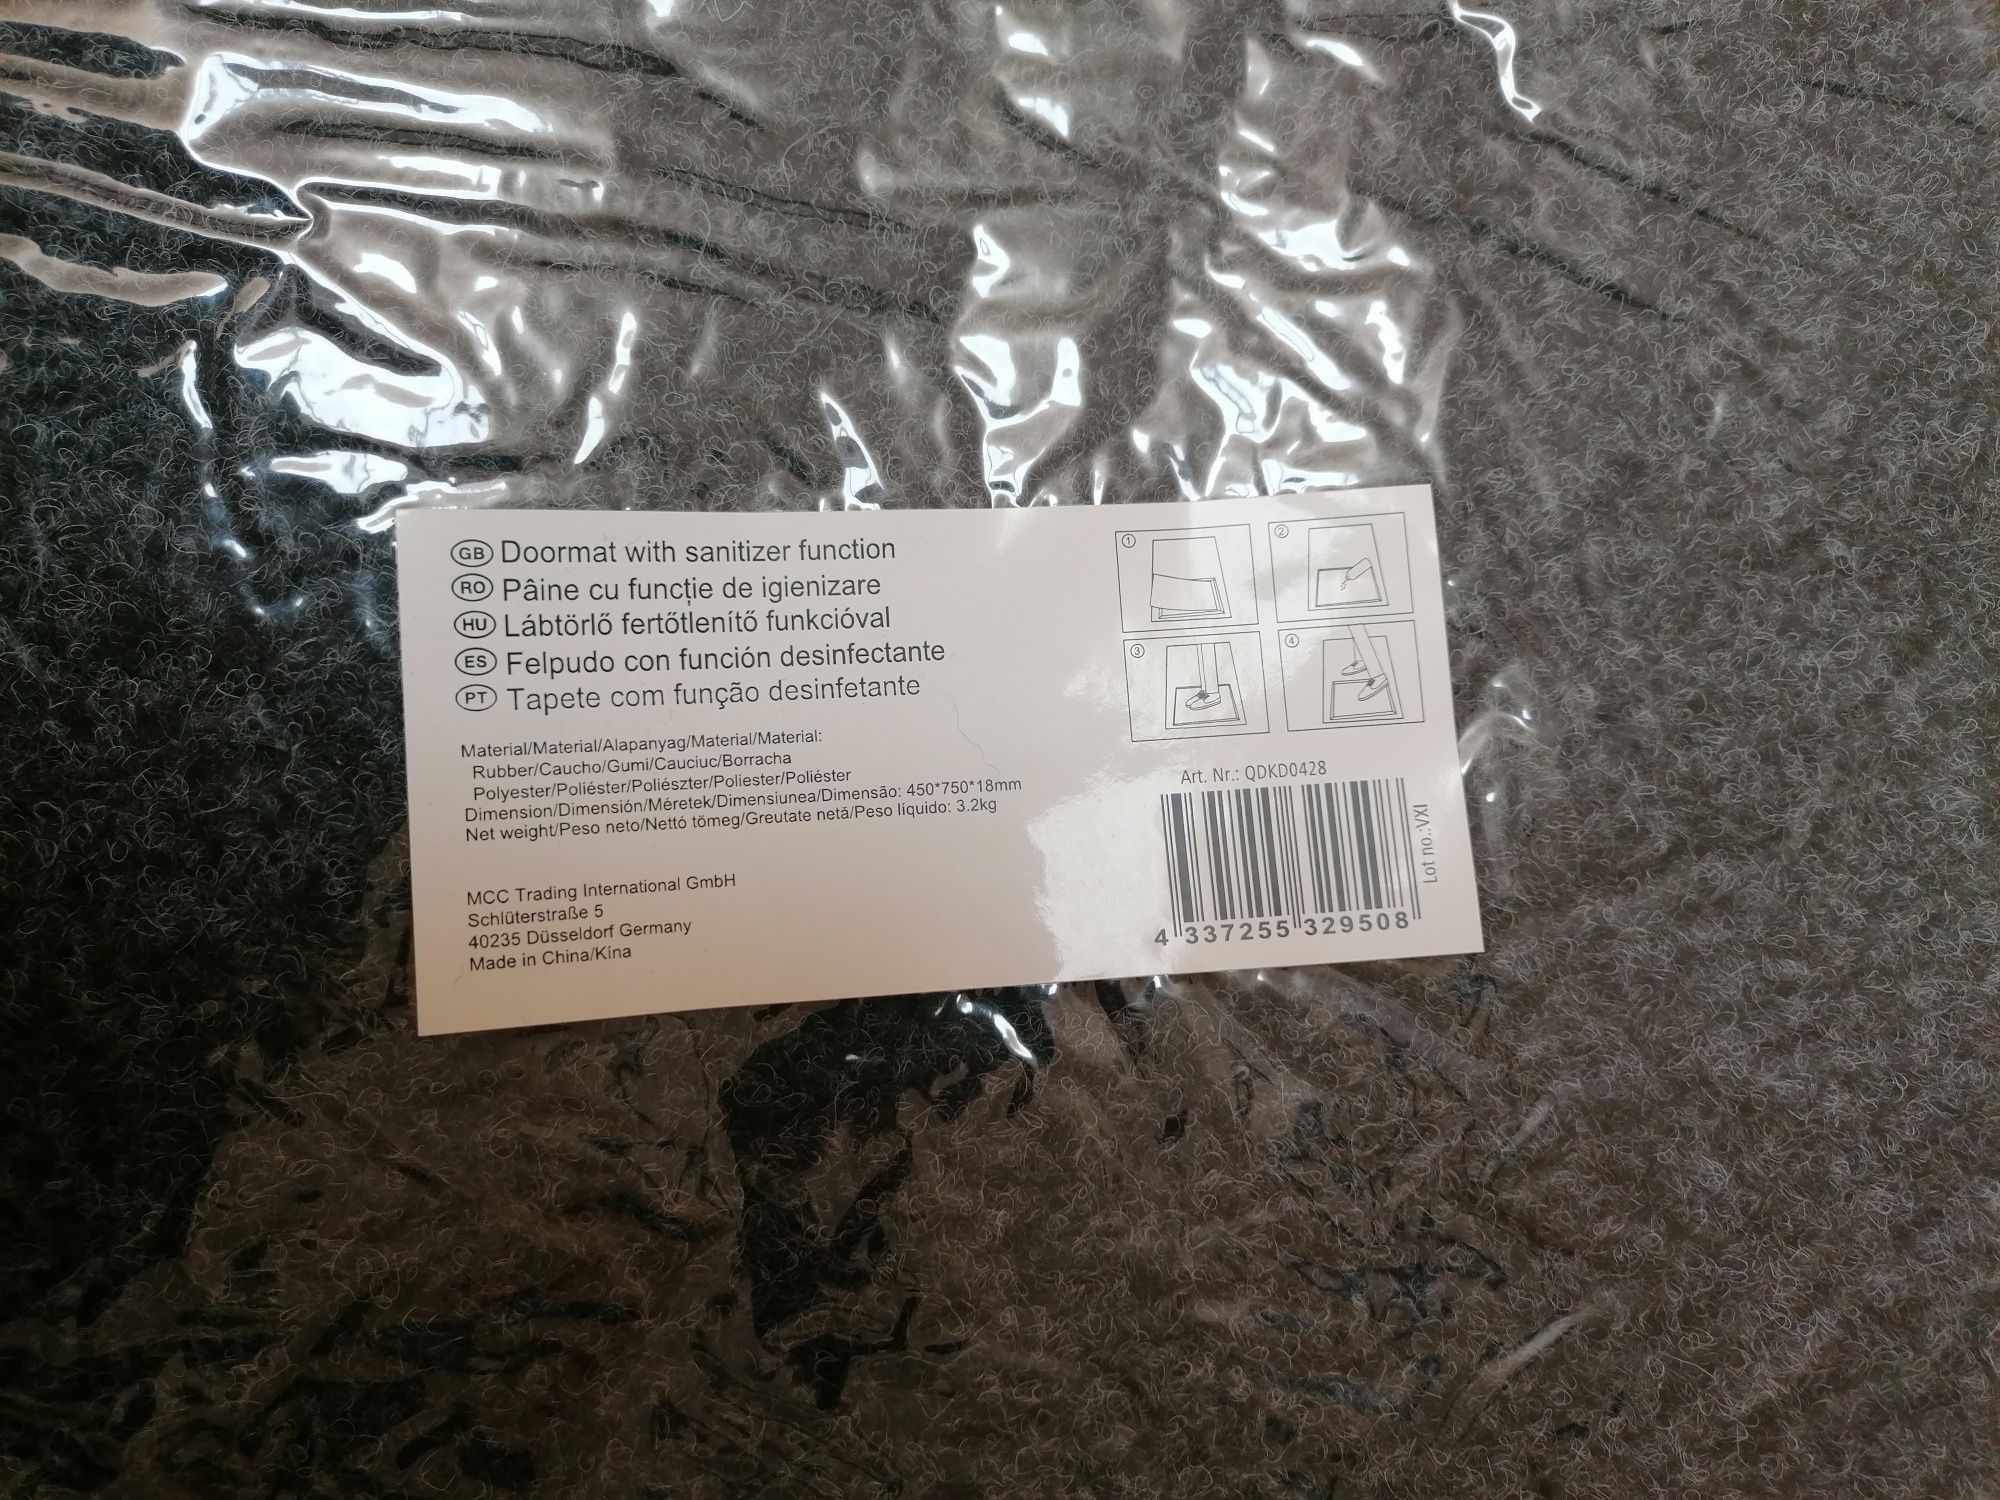 GB Doormat with sanitizer function
RO Pâine cu funcție de igienizare
HU Lábtörlő fertőtlenítő funkcióval
ES Felpudo con función desinfectante
PT Tapete com função desinfetante
Material/Material/Alapanyag/Material/Material:
Rubber/Caucho/Gumi/Cauciuc/Borracha
Polyester/Poliéster/Poliészter/Poliester/Poliéster
Dimension/Dimensión/Méretek/Dimensiunea/Dimensão: 450*750*18mm
Net weight/Peso neto/Nettó tömeg/Greutate netă/Peso líquido: 3.2kg
MCC Trading International GmbH
Schlüterstraße 5
40235 Düsseldorf Germany
Made in China/Kína
1
2
3
4
Art. Nr.: QDKD0428
Lot no.:VXI
4 337255 329508